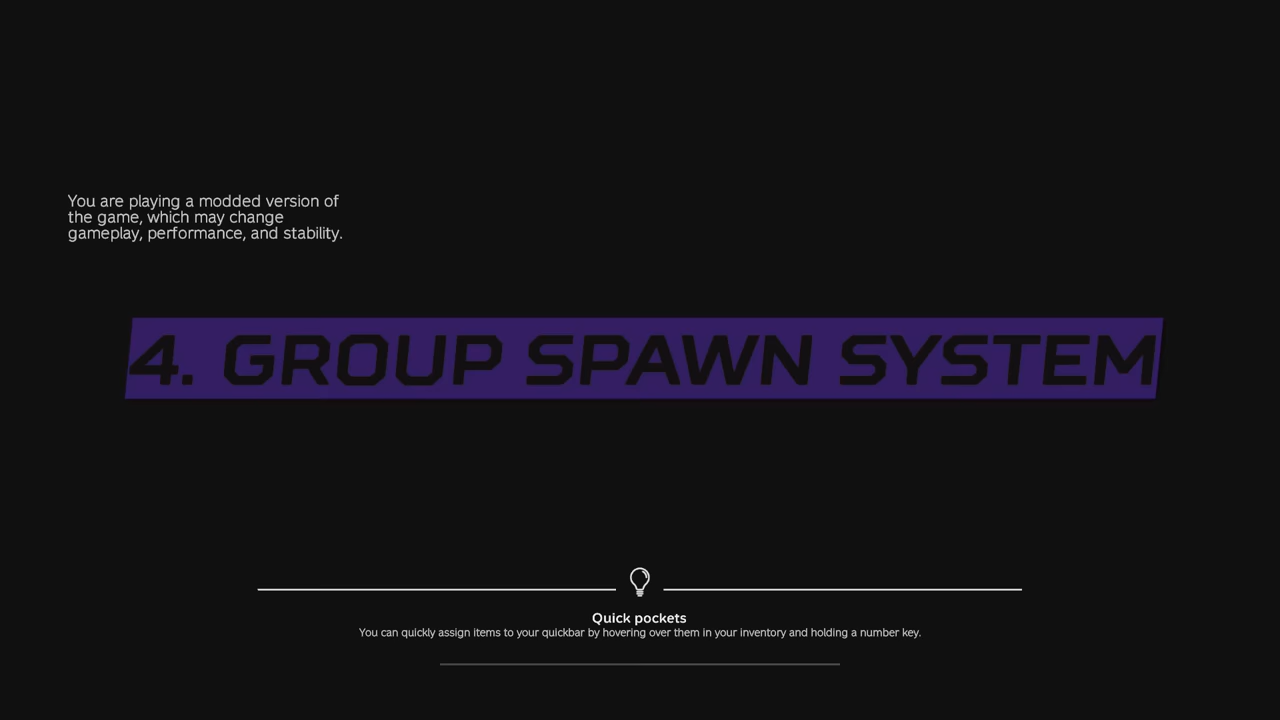 You are playing a modded version of
the game, which may change
gameplay, performance, and stability.
4. GROUP SPAWN SYSTEM
Quick pockets
You can quickly assign items to your quickbar by hovering over them in your inventory and holding a number key.